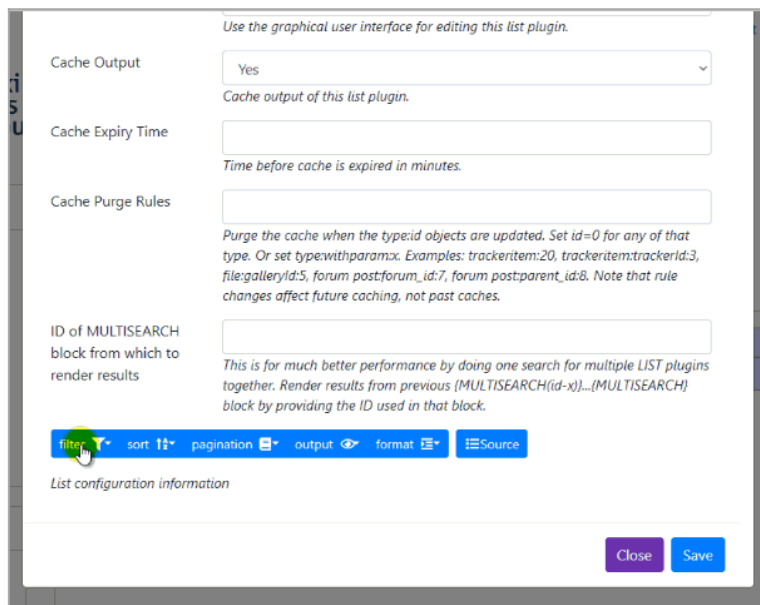 Use the graphical user interface for editing this list plugin.
Cache Output
Yes
Cache output of this list plugin.
Cache Expiry Time
Time before cache is expired in minutes.
Cache Purge Rules
Purge the cache when the type:id objects are updated. Set id=0 for any of that
type. Or set type:withparam:x. Examples: trackeritem:20, trackeritem:trackerId:3,
file:galleryId:5, forum post:forum_id:7, forum post:parent_id:8. Note that rule
changes affect future caching, not past caches.
ID of MULTISEARCH
block from which to
render results
This is for much better performance by doing one search for multiple LIST plugins
together. Render results from previous {MULTISEARCH(id-x)}...{MULTISEARCH}
block by providing the ID used in that block.
filter sort pagination output format Source
List configuration information
Close Save